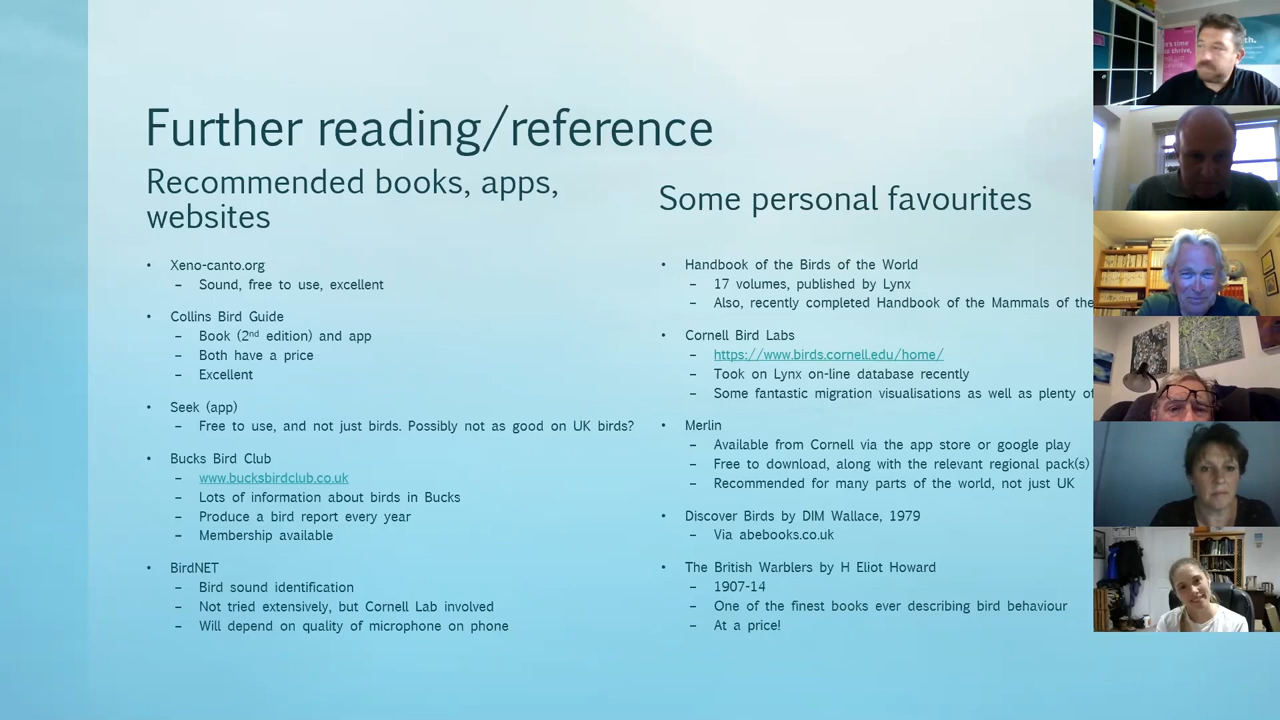 Further reading/reference
Recommended books, apps,
websites
• Xeno-canto.org
– Sound, free to use, excellent
• Collins Bird Guide
– Book (2nd edition) and app
– Both have a price
– Excellent
• Seek (app)
– Free to use, and not just birds. Possibly not as good on UK birds?
• Bucks Bird Club
– www.bucksbirdclub.co.uk
– Lots of information about birds in Bucks
– Produce a bird report every year
– Membership available
• BirdNET
– Bird sound identification
– Not tried extensively, but Cornell Lab involved
– Will depend on quality of microphone on phone
Some personal favourites
• Handbook of the Birds of the World
– 17 volumes, published by Lynx
– Also, recently completed Handbook of the Mammals of the
• Cornell Bird Labs
– https://www.birds.cornell.edu/home/
– Took on Lynx on-line database recently
– Some fantastic migration visualisations as well as plenty of
• Merlin
– Available from Cornell via the app store or google play
– Free to download, along with the relevant regional pack(s)
– Recommended for many parts of the world, not just UK
• Discover Birds by DIM Wallace, 1979
– Via abebooks.co.uk
• The British Warblers by H Eliot Howard
– 1907-14
– One of the finest books ever describing bird behaviour
– At a price!
it's time
to thrive,
th.